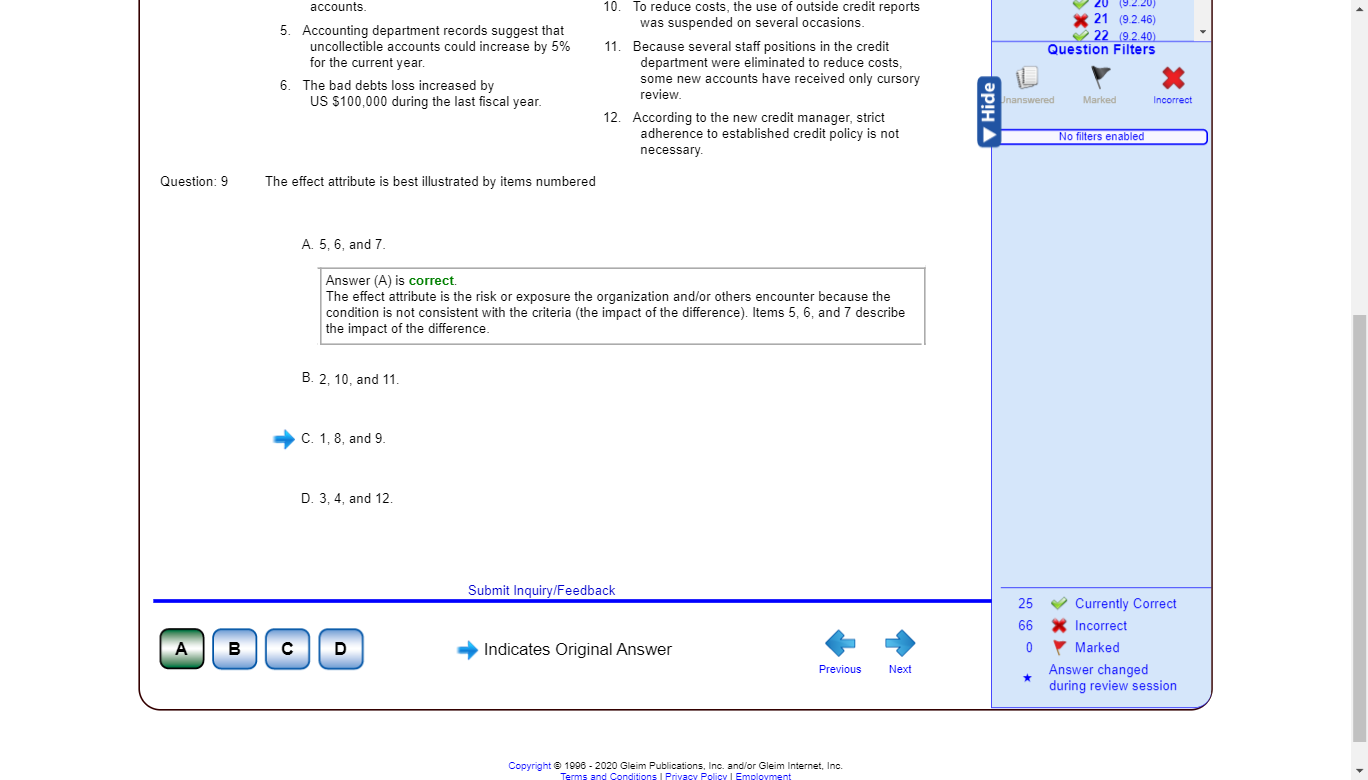 accounts.
5. Accounting department records suggest that
uncollectible accounts could increase by 5%
for the current year.
6. The bad debts loss increased by
US $100,000 during the last fiscal year.
10. To reduce costs, the use of outside credit reports
was suspended on several occasions.
11. Because several staff positions in the credit
department were eliminated to reduce costs,
some new accounts have received only cursory
review.
12. According to the new credit manager, strict
adherence to established credit policy is not
necessary.
Question: 9 The effect attribute is best illustrated by items numbered
A. 5, 6, and 7.
Answer (A) is correct.
The effect attribute is the risk or exposure the organization and/or others encounter because the
condition is not consistent with the criteria (the impact of the difference). Items 5, 6, and 7 describe
the impact of the difference.
B. 2, 10, and 11.
C. 1, 8, and 9.
D. 3, 4, and 12.
Submit Inquiry/Feedback
A B C D
Indicates Original Answer
Previous Next
20 (9.2.20)
21 (9.2.46)
22 (9.2.40)
Question Filters
Hide
Unanswered Marked Incorrect
No filters enabled
25 Currently Correct
66 Incorrect
0 Marked
Answer changed
during review session
Copyright © 1996 - 2020 Gleim Publications, Inc. and/or Gleim Internet, Inc.
Terms and Conditions | Privacy Policy | Employment